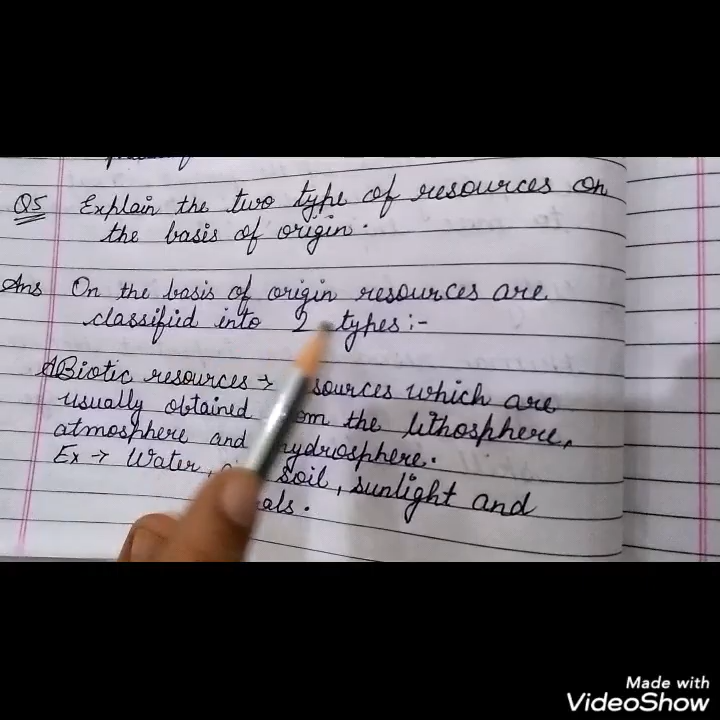 Q5 Explain the two type of resources on
the basis of origin.
Ans On the basis of origin resources are
classified into 2 types:-
ABiotic resources → sources which are
usually obtained om the lithosphere,
atmosphere and hydrosphere.
Ex → Water, soil, sunlight and
als.
Made with
VideoShow